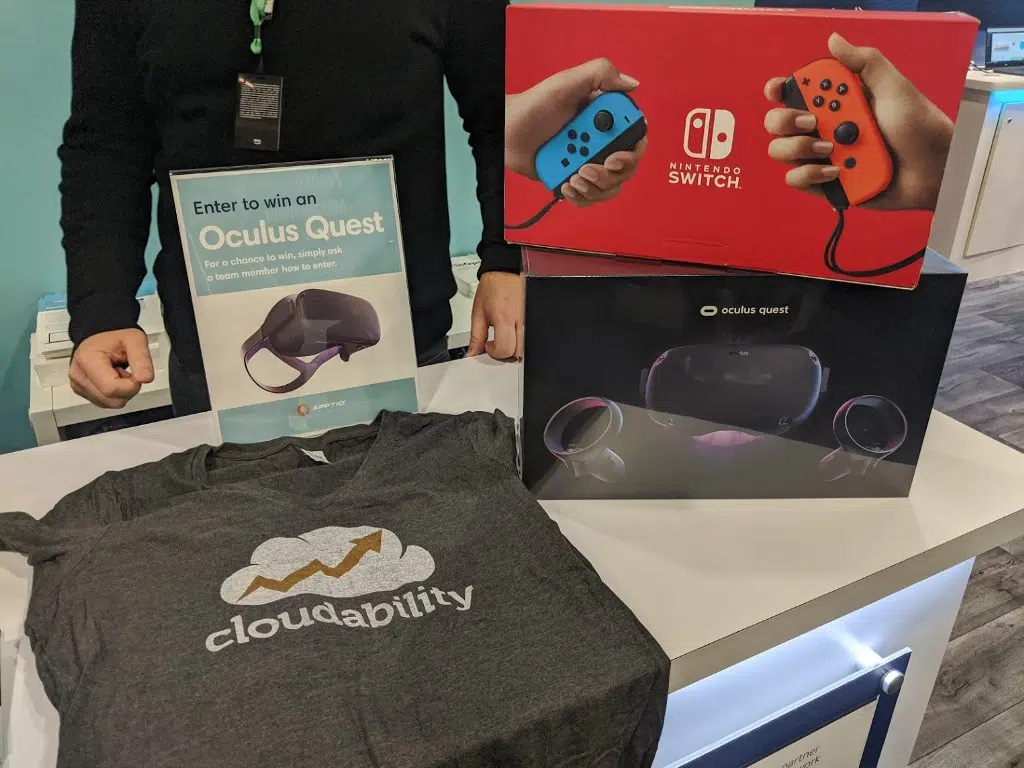 Enter to win an
Oculus Quest
For a chance to win, simply ask
a team member how to enter.
APPTIO
NINTENDO
SWITCH
oculus quest
cloudability